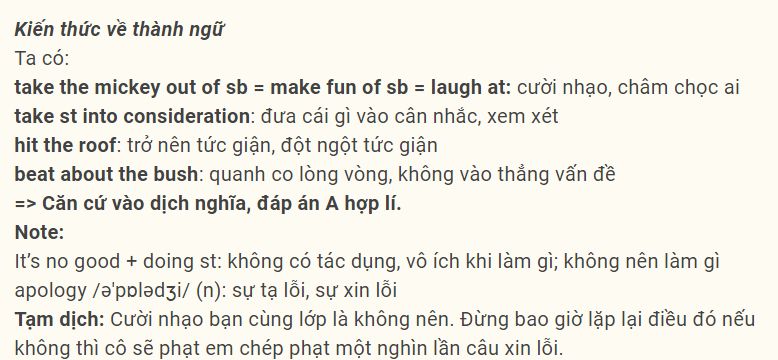 Kiến thức về thành ngữ
Ta có:
take the mickey out of sb = make fun of sb = laugh at: cười nhạo, châm chọc ai
take st into consideration: đưa cái gì vào cân nhắc, xem xét
hit the roof: trở nên tức giận, đột ngột tức giận
beat about the bush: quanh co lòng vòng, không vào thẳng vấn đề
=> Căn cứ vào dịch nghĩa, đáp án A hợp lí.
Note:
It’s no good + doing st: không có tác dụng, vô ích khi làm gì; không nên làm gì
apology /ə'pɒlədʒi/ (n): sự tạ lỗi, sự xin lỗi
Tạm dịch: Cười nhạo bạn cùng lớp là không nên. Đừng bao giờ lặp lại điều đó nếu
không thì cô sẽ phạt em chép phạt một nghìn lần câu xin lỗi.